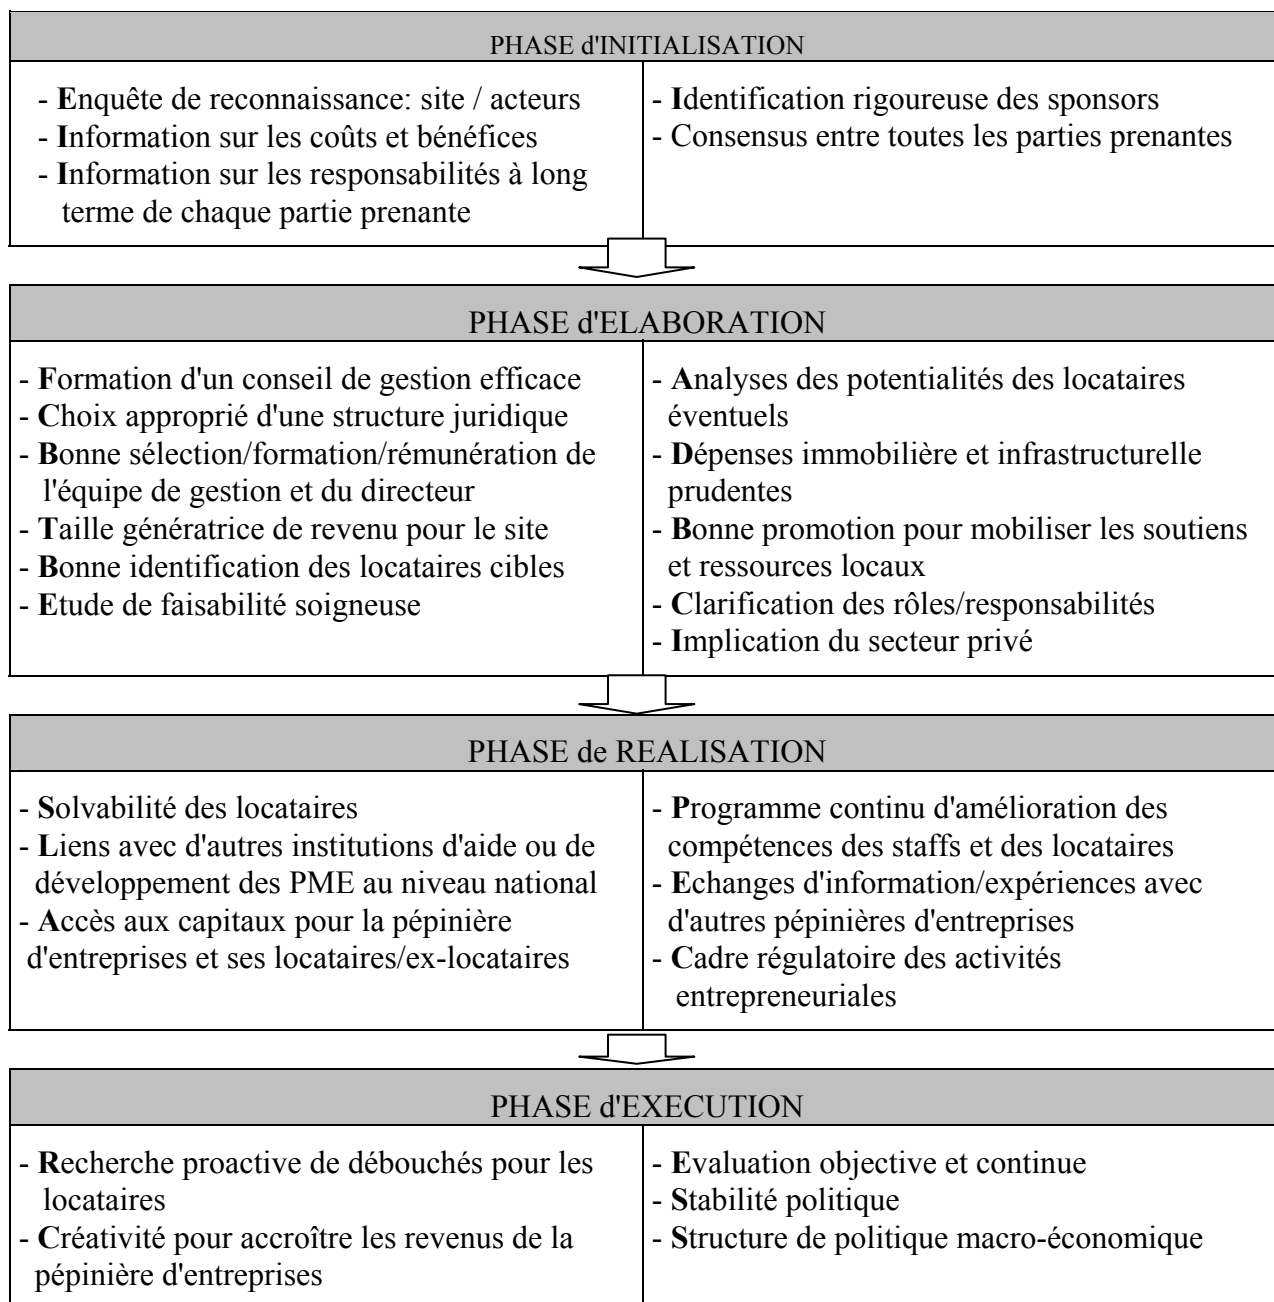 PHASE d'INITIALISATION
- Enquête de reconnaissance: site / acteurs
- Information sur les coûts et bénéfices
- Information sur les responsabilités à long
terme de chaque partie prenante
- Identification rigoureuse des sponsors
- Consensus entre toutes les parties prenantes
PHASE d'ELABORATION
- Formation d'un conseil de gestion efficace
- Choix approprié d'une structure juridique
- Bonne sélection/formation/rémunération de
l'équipe de gestion et du directeur
- Taille génératrice de revenu pour le site
- Bonne identification des locataires cibles
- Etude de faisabilité soigneuse
- Analyses des potentialités des locataires
éventuels
- Dépenses immobilière et infrastructurelle
prudentes
- Bonne promotion pour mobiliser les soutiens
et ressources locaux
- Clarification des rôles/responsabilités
- Implication du secteur privé
PHASE de REALISATION
- Solvabilité des locataires
- Liens avec d'autres institutions d'aide ou de
développement des PME au niveau national
- Accès aux capitaux pour la pépinière
d'entreprises et ses locataires/ex-locataires
- Programme continu d'amélioration des
compétences des staffs et des locataires
- Echanges d'information/expériences avec
d'autres pépinières d'entreprises
- Cadre régulatoire des activités
entrepreneuriales
PHASE d'EXECUTION
- Recherche proactive de débouchés pour les
locataires
- Créativité pour accroître les revenus de la
pépinière d'entreprises
- Evaluation objective et continue
- Stabilité politique
- Structure de politique macro-économique